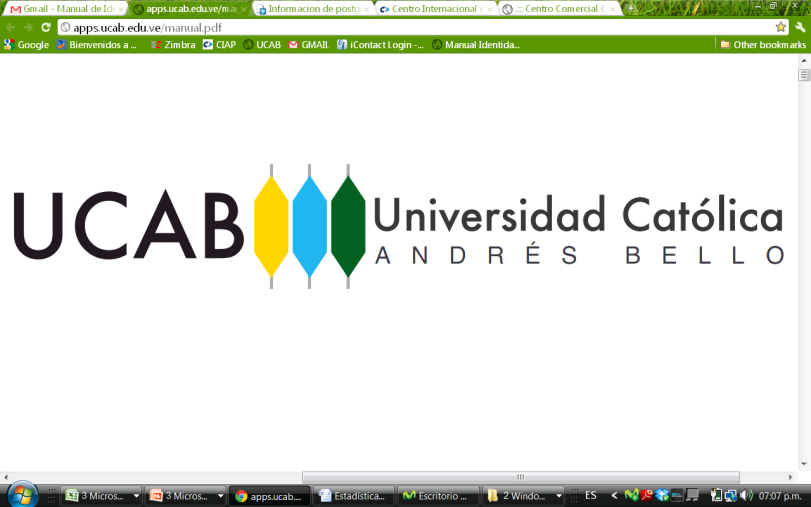 Gmail - Manual de Ide
apps.ucab.edu.ve/ma
Informacion de postg
Centro Internacional d
.::: Centro Comercial C
apps.ucab.edu.ve/manual.pdf
Google
Bienvenidos a ...
Zimbra
CIAP
UCAB
GMAIL
iContact Login -...
Manual Identida...
Other bookmarks
UCAB
Universidad Católica
ANDRÉS BELLO
3 Micros...
3 Micros...
apps.ucab....
Estadística...
Escritorio ...
2 Windo...
ES
07:07 p.m.